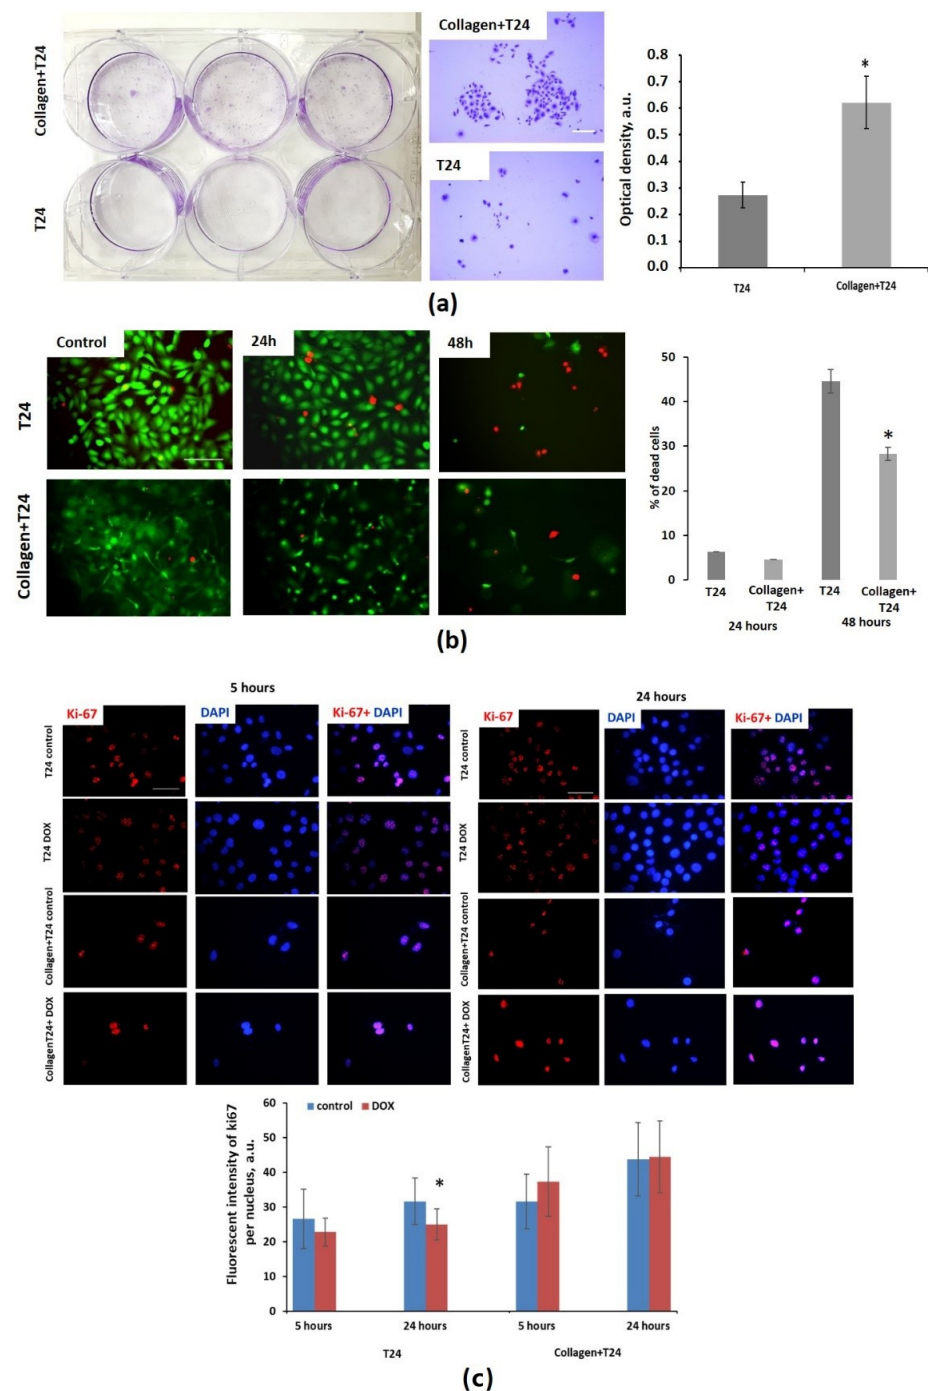 Collagen+T24
T24
Collagen+T24
T24
Optical density, a.u.
0.8
0.7
0.6
0.5
0.4
0.3
0.2
0.1
0.0
*
T24
Collagen+T24
(a)
Control
24h
48h
T24
Collagen+T24
% of dead cells
50
40
30
20
10
0
*
T24
Collagen+
T24
T24
Collagen+
T24
24 hours
48 hours
(b)
5 hours
Ki-67
DAPI
Ki-67+ DAPI
T24 control
T24 DOX
Collagen+T24 control
CollagenT24+ DOX
24 hours
Ki-67
DAPI
Ki-67+ DAPI
T24 control
T24 DOX
Collagen+T24 control
CollagenT24+ DOX
Fluorescent intensity of ki67
per nucleus, a.u.
60
50
40
30
20
10
0
control
DOX
*
5 hours
24 hours
5 hours
24 hours
T24
Collagen+T24
(c)